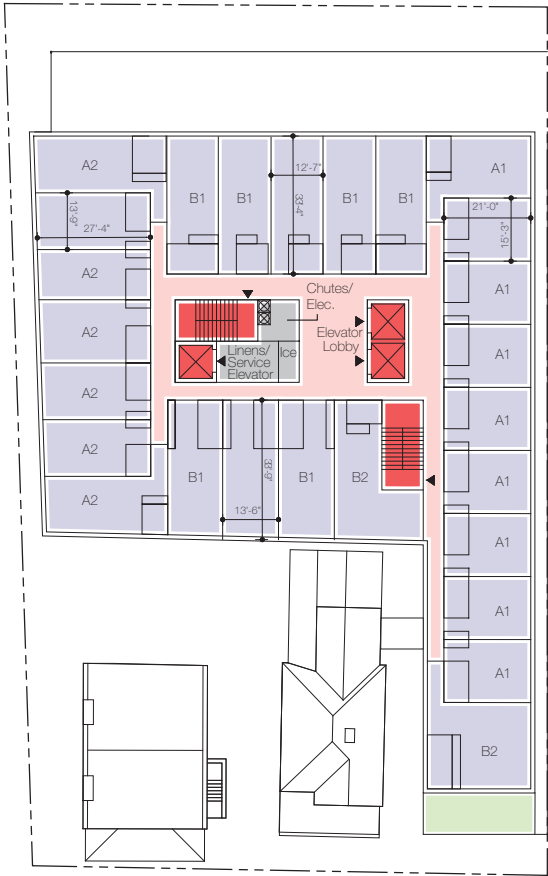 A2
B1
B1
12'-7"
33'-4"
B1
B1
A1
13'-9"
27'-4"
21'-0"
15'-3"
A2
A1
Chutes/
Elec.
A2
Elevator
Lobby
A1
Linens/
Service
Elevator
Ice
A2
A1
A2
A1
B1
33'-9"
B1
B2
A2
13'-6"
A1
A1
A1
B2